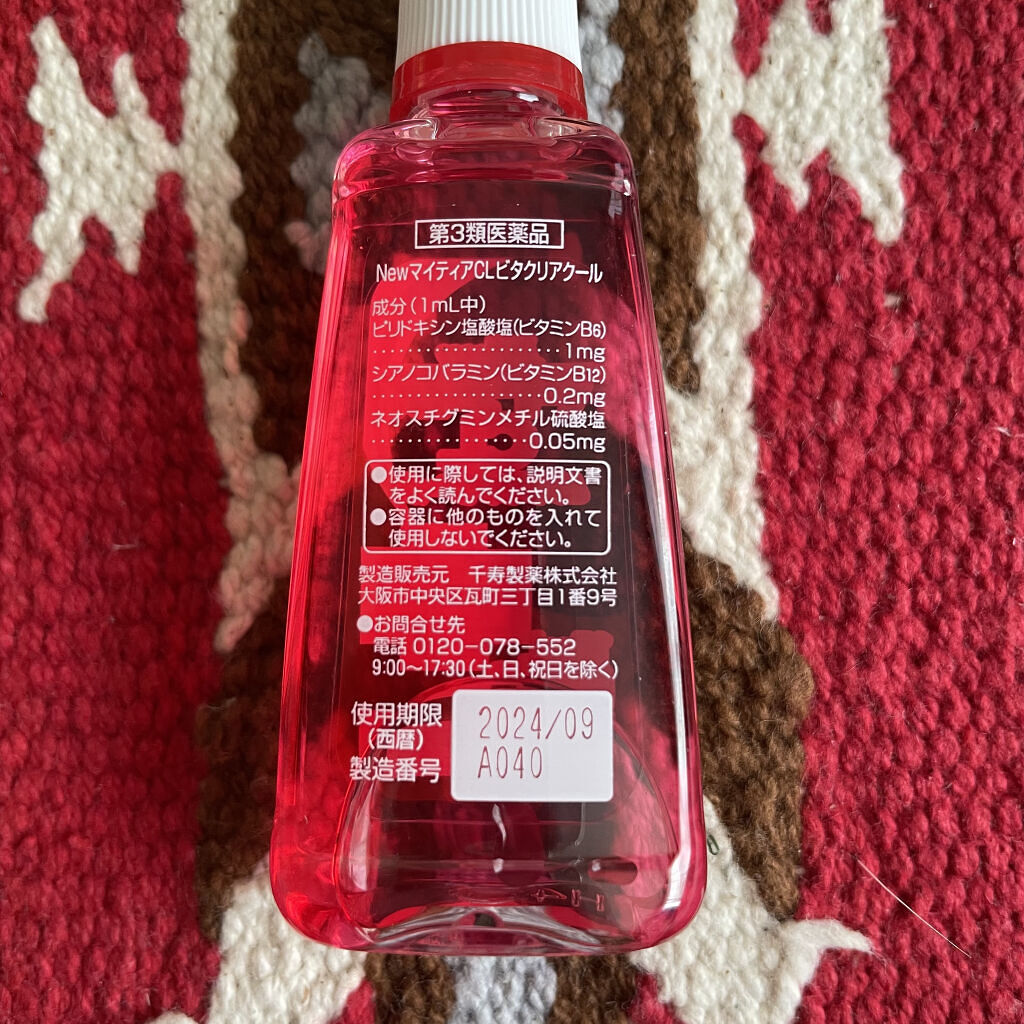 第3類医薬品
NewマイティアCLビタクリアクール
成分(1mL中)
ピリドキシン塩酸塩(ビタミンB6)
····················1mg
シアノコバラミン(ビタミンB12)
··················0.2mg
ネオスチグミンメチル硫酸塩
················0.05mg
●使用に際しては、説明文書
をよく読んでください。
●容器に他のものを入れて
使用しないでください。
製造販売元 千寿製薬株式会社
大阪市中央区瓦町三丁目1番9号
●お問合せ先
電話 0120-078-552
9:00～17:30(土、日、祝日を除く)
使用期限 2024/09
(西暦)
製造番号 A040